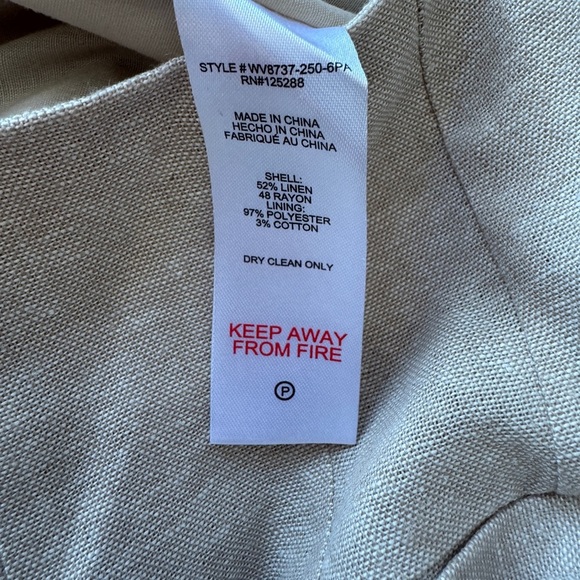 STYLE # WV8737-250-6PA
RN#125288
MADE IN CHINA
HECHO IN CHINA
FABRIQUÉ AU CHINA
SHELL:
52% LINEN
48 RAYON
LINING:
97% POLYESTER
3% COTTON
DRY CLEAN ONLY
KEEP AWAY
FROM FIRE
P